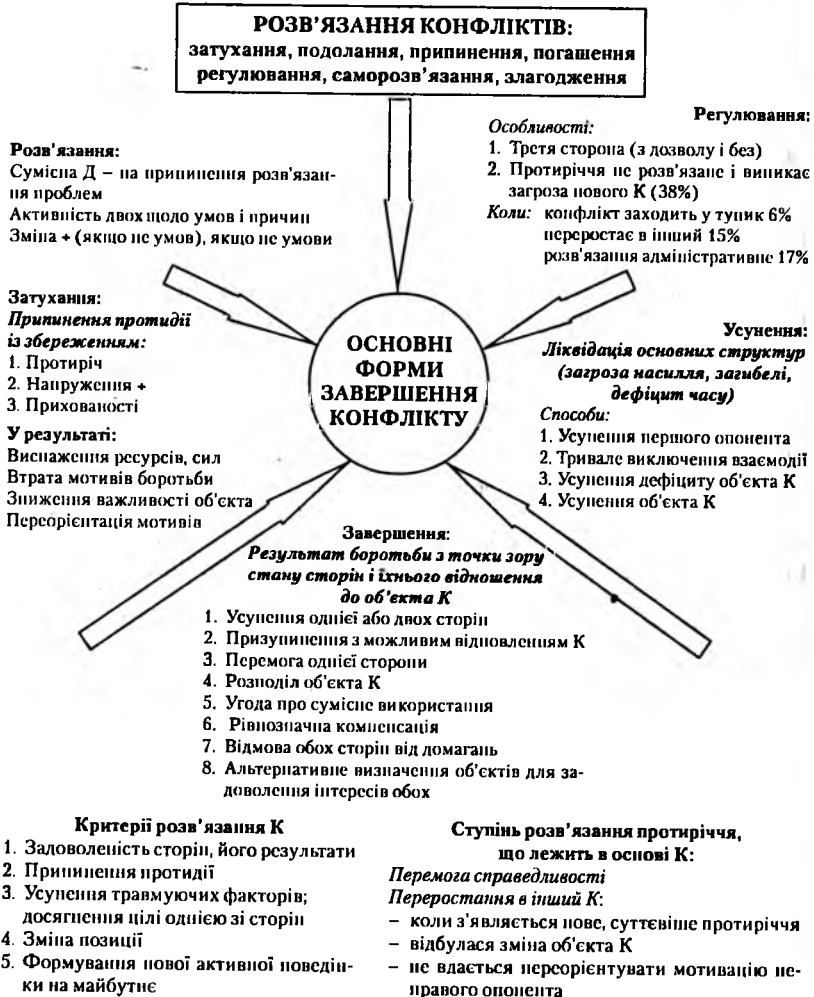 РОЗВ'ЯЗАННЯ КОНФЛІКТІВ:
затухання, подолання, припинення, погашення
регулювання, саморозв'язання, злагодження
Розв'язання:
Сумісна Д – на припинення розв'язан-
ня проблем
Активність двох щодо умов і причин
Зміна + (якщо не умов), якщо не умови
Регулювання:
Особливості:
1. Третя сторона (з дозволу і без)
2. Протиріччя не розв'язане і виникає
загроза нового К (38%)
Коли: конфлікт заходить у тупик 6%
переростає в інший 15%
розв'язання адміністративне 17%
Затухання:
Припинення протидії
із збереженням:
1. Протиріч
2. Напруження +
3. Прихованості
У результаті:
Виснаження ресурсів, сил
Втрата мотивів боротьби
Зниження важливості об'єкта
Переорієнтація мотивів
ОСНОВНІ
ФОРМИ
ЗАВЕРШЕННЯ
КОНФЛІКТУ
Усунення:
Ліквідація основних структур
(загроза насилля, загибелі,
дефіцит часу)
Способи:
1. Усунення першого опонента
2. Тривале виключення взаємодії
3. Усунення дефіциту об'єкта К
4. Усунення об'єкта К
Завершення:
Результат боротьби з точки зору
стану сторін і їхнього відношення
до об'єкта К
1. Усунення однієї або двох сторін
2. Призупинення з можливим відновленням К
3. Перемога однієї сторони
4. Розподіл об'єкта К
5. Угода про сумісне використання
6. Рівнозначна компенсація
7. Відмова обох сторін від домагань
8. Альтернативне визначення об'єктів для за-
доволення інтересів обох
Критерії розв'язання К
1. Задоволеність сторін, його результати
2. Припинення протидії
3. Усунення травмуючих факторів;
досягнення цілі однією зі сторін
4. Зміна позиції
5. Формування нової активної поведін-
ки на майбутнє
Ступінь розв'язання протиріччя,
що лежить в основі К:
Перемога справедливості
Переростання в інший К:
– коли з'являється нове, суттєвіше протиріччя
– відбулася зміна об'єкта К
– не вдається переорієнтувати мотивацію не-
правого опонента